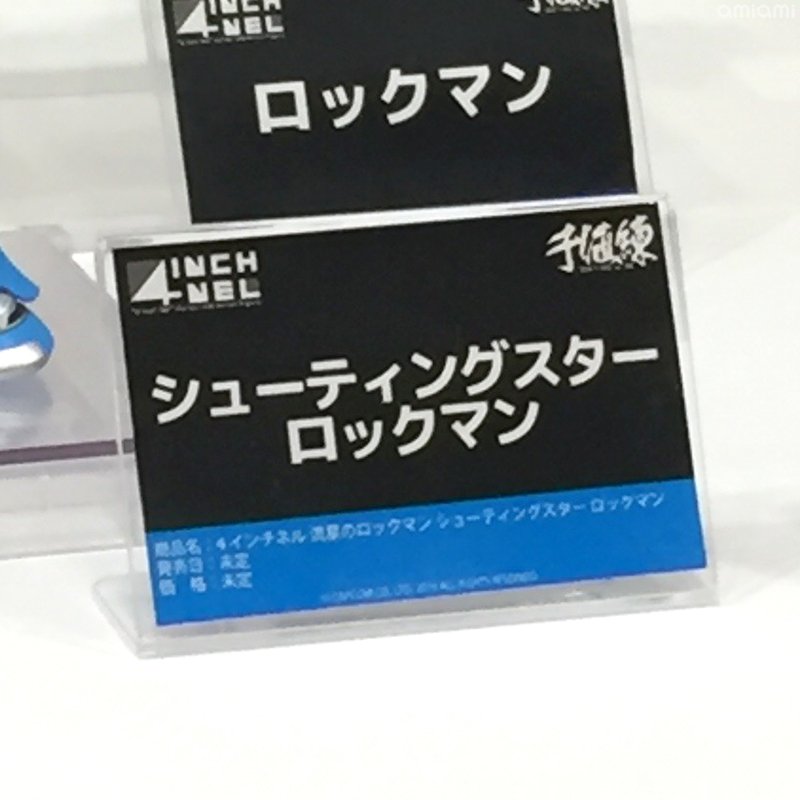 amiami
4INCH
NEL
ロックマン
4INCH
NEL
千値練
シューティングスター
ロックマン
商品名：4インチネル 流星のロックマン シューティングスター ロックマン
発売日：未定
価 格：未定